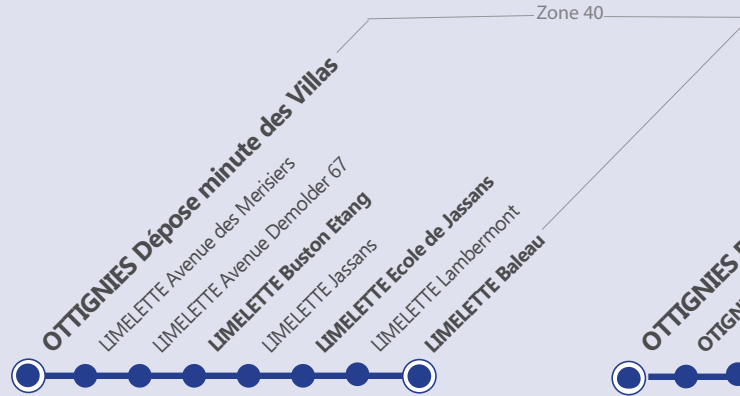 Zone 40
OTTIGNIES Dépose minute des Villas
LIMELETTE Avenue des Merisiers
LIMELETTE Avenue Demolder 67
LIMELETTE Buston Etang
LIMELETTE Jassans
LIMELETTE Ecole de Jassans
LIMELETTE Lambermont
LIMELETTE Baleau
OTTIGNIES